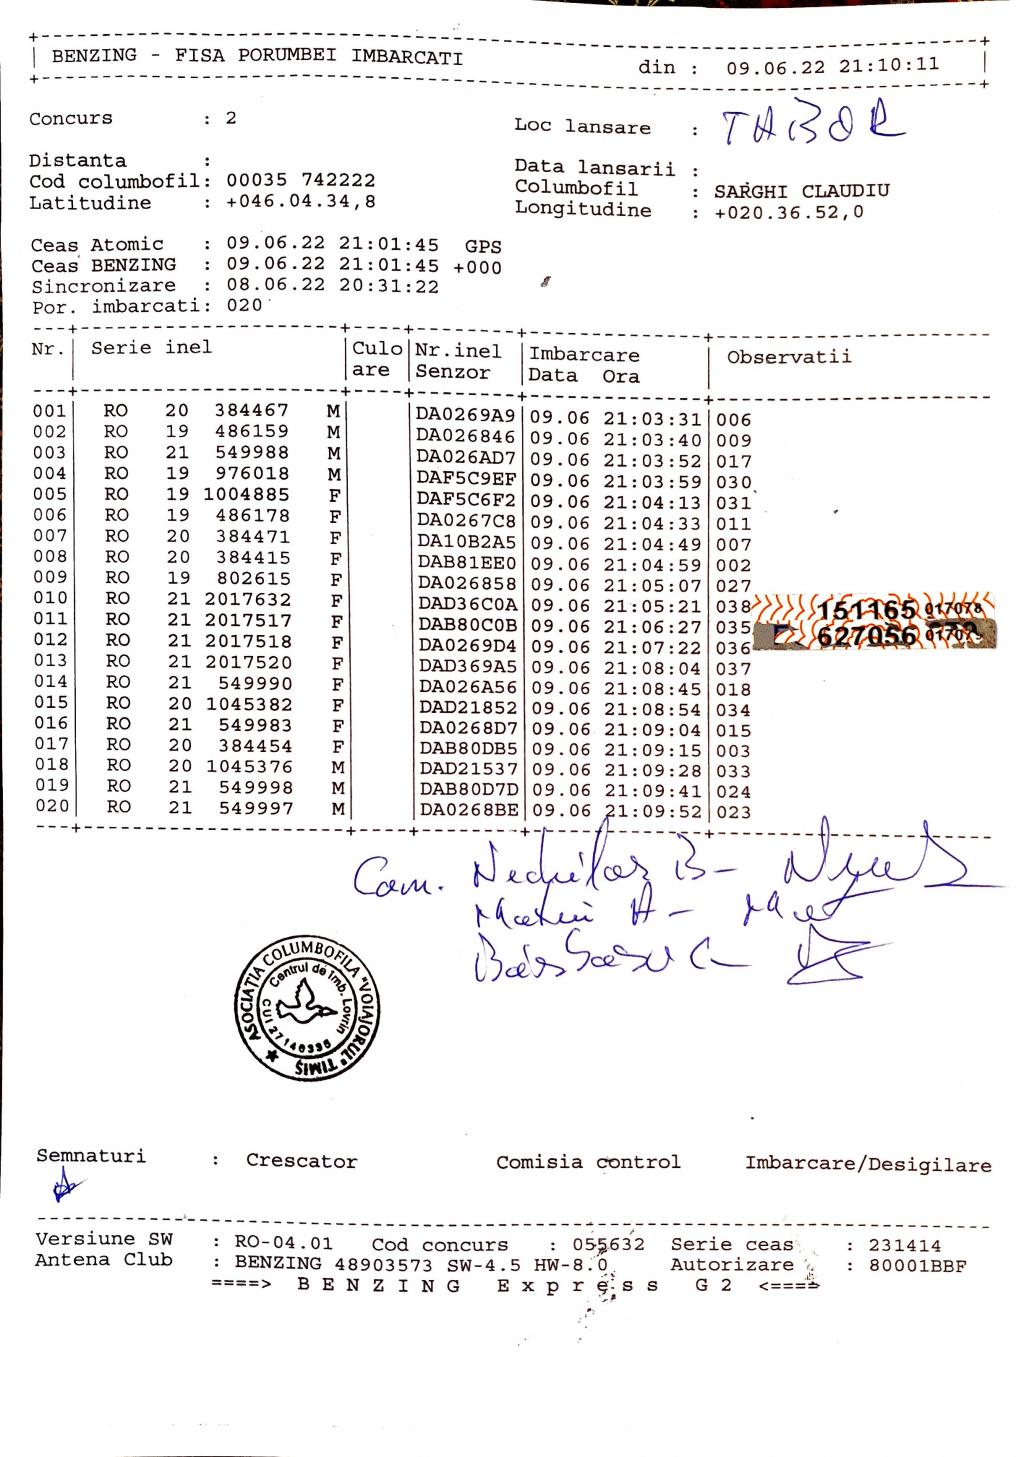 BENZING - FISA PORUMBEI IMBARCATI din : 09.06.22 21:10:11
Concurs : 2 Loc lansare : TABOR
Distanta : Data lansarii :
Cod columbofil: 00035 742222 Columbofil : SARGHI CLAUDIU
Latitudine : +046.04.34,8 Longitudine : +020.36.52,0
Ceas Atomic : 09.06.22 21:01:45 GPS
Ceas BENZING : 09.06.22 21:01:45 +000
Sincronizare : 08.06.22 20:31:22
Por. imbarcati: 020
Nr. Serie inel Culo Nr.inel Imbarcare Observatii
are Senzor Data Ora
001 RO 20 384467 M DA0269A9 09.06 21:03:31 006
002 RO 19 486159 M DA026846 09.06 21:03:40 009
003 RO 21 549988 M DA026AD7 09.06 21:03:52 017
004 RO 19 976018 M DAF5C9EF 09.06 21:03:59 030
005 RO 19 1004885 F DAF5C6F2 09.06 21:04:13 031
006 RO 19 486178 F DA0267C8 09.06 21:04:33 011
007 RO 20 384471 F DA10B2A5 09.06 21:04:49 007
008 RO 20 384415 F DAB81EE0 09.06 21:04:59 002
009 RO 19 802615 F DA026858 09.06 21:05:07 027
010 RO 21 2017632 F DAD36C0A 09.06 21:05:21 038 151165 017078
011 RO 21 2017517 F DAB80C0B 09.06 21:06:27 035 627056
012 RO 21 2017518 F DA0269D4 09.06 21:07:22 036
013 RO 21 2017520 F DAD369A5 09.06 21:08:04 037
014 RO 21 549990 F DA026A56 09.06 21:08:45 018
015 RO 20 1045382 F DAD21852 09.06 21:08:54 034
016 RO 21 549983 F DA0268D7 09.06 21:09:04 015
017 RO 20 384454 F DAB80DB5 09.06 21:09:15 003
018 RO 20 1045376 M DAD21537 09.06 21:09:28 033
019 RO 21 549998 M DAB80D7D 09.06 21:09:41 024
020 RO 21 549997 M DA0268BE 09.06 21:09:52 023
Com.
ASOCIAȚIA COLUMBOFILA "VOIAJORUL" TIMIȘ
Centrul de îmb. Lovrin
CUI 27146335
Semnaturi : Crescator Comisia control Imbarcare/Desigilare
Versiune SW : RO-04.01 Cod concurs : 055632 Serie ceas : 231414
Antena Club : BENZING 48903573 SW-4.5 HW-8.0 Autorizare : 80001BBF
====> B E N Z I N G E x p r e s s G 2 <====